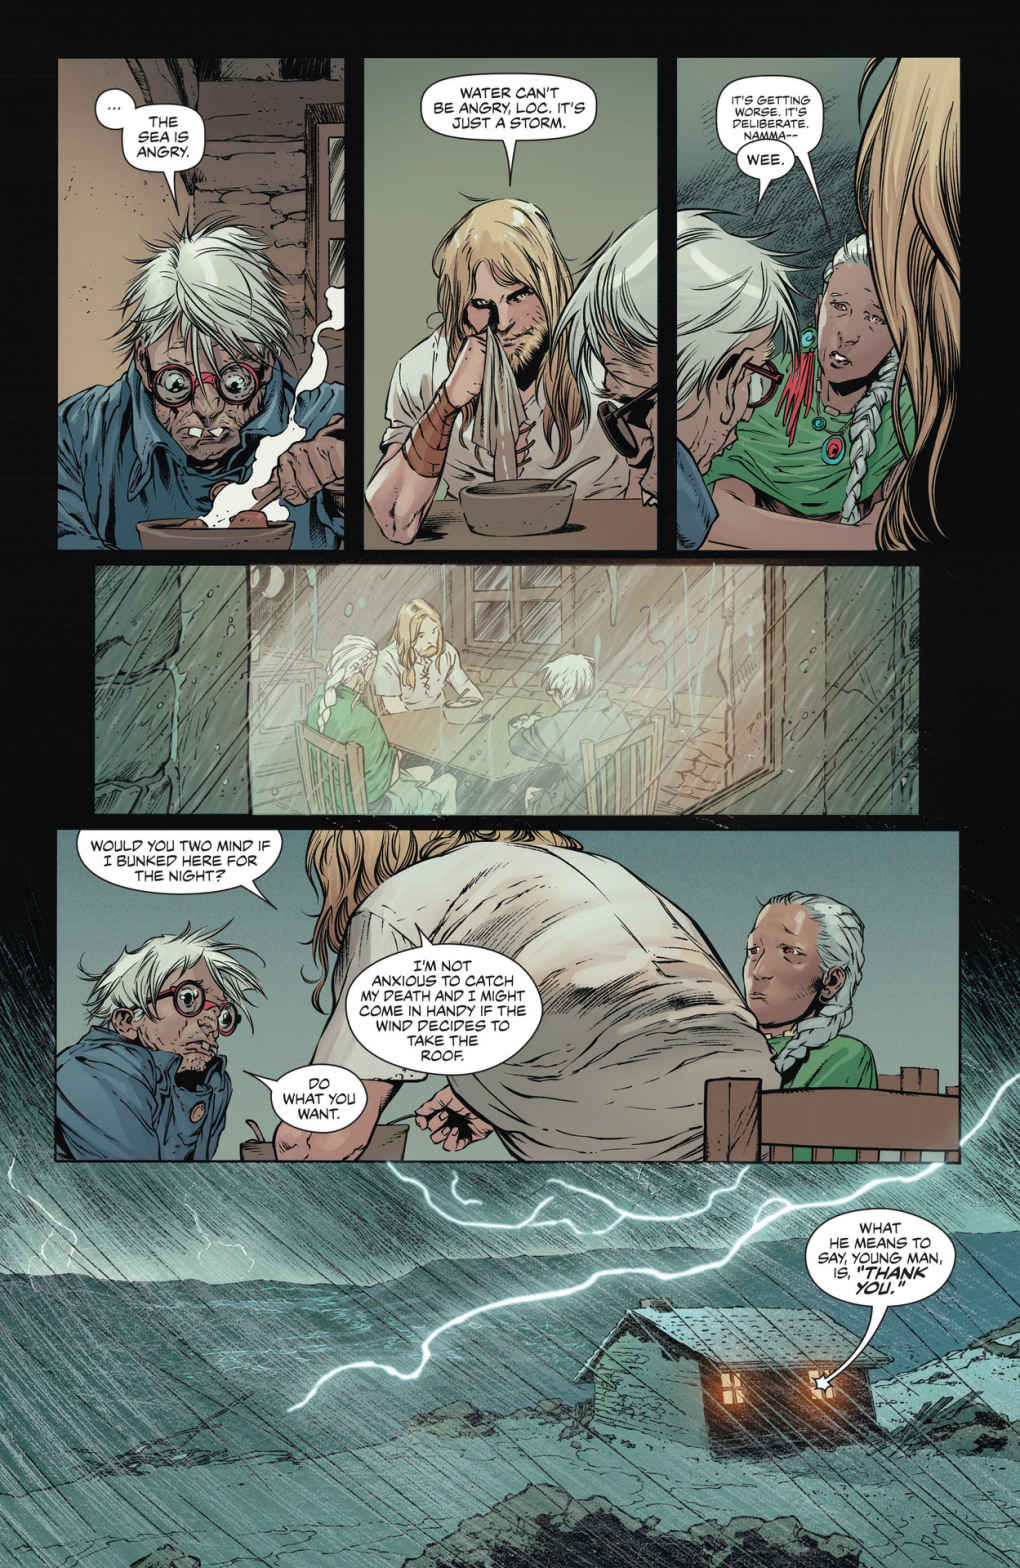 ...
THE
SEA IS
ANGRY.
WATER CAN'T
BE ANGRY, LOC. IT'S
JUST A STORM.
IT'S GETTING
WORSE. IT'S
DELIBERATE.
NAMMA--
WEE.
WOULD YOU TWO MIND IF
I BUNKED HERE FOR
THE NIGHT?
I'M NOT
ANXIOUS TO CATCH
MY DEATH AND I MIGHT
COME IN HANDY IF THE
WIND DECIDES TO
TAKE THE
ROOF.
DO
WHAT YOU
WANT.
WHAT
HE MEANS TO
SAY, YOUNG MAN,
IS, "THANK
YOU."